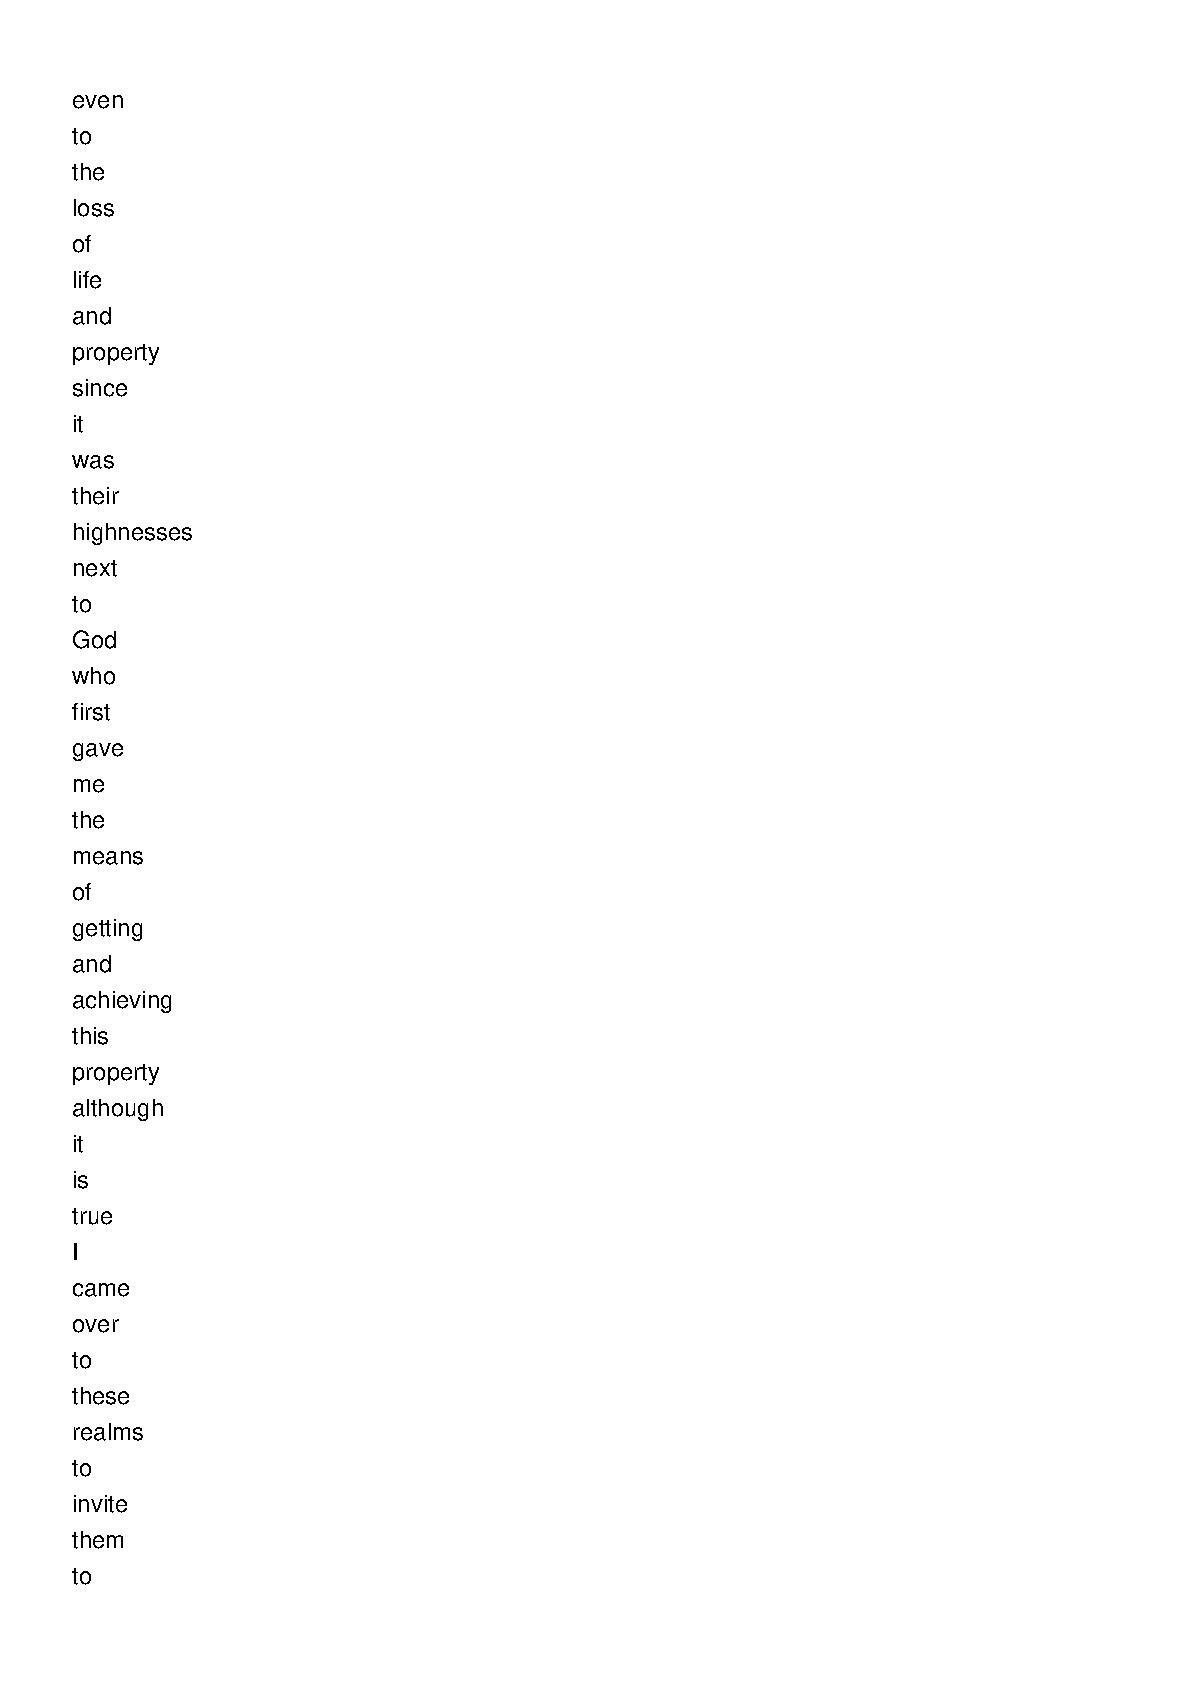 even
to
the
loss
of
life
and
property
since
it
was
their
highnesses
next
to
God
who
first
gave
me
the
means
of
getting
and
achieving
this
property
although
it
is
true
I
came
over
to
these
realms
to
invite
them
to